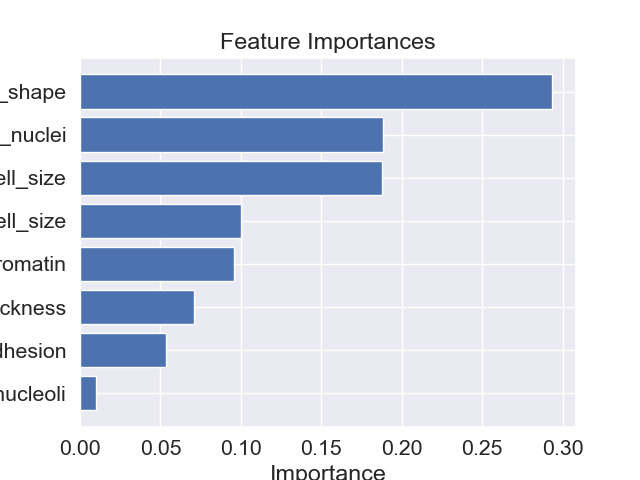 Feature Importances
_shape
_nuclei
ell_size
ell_size
romatin
ckness
dhesion
nucleoli
0.00 0.05 0.10 0.15 0.20 0.25 0.30
Importance